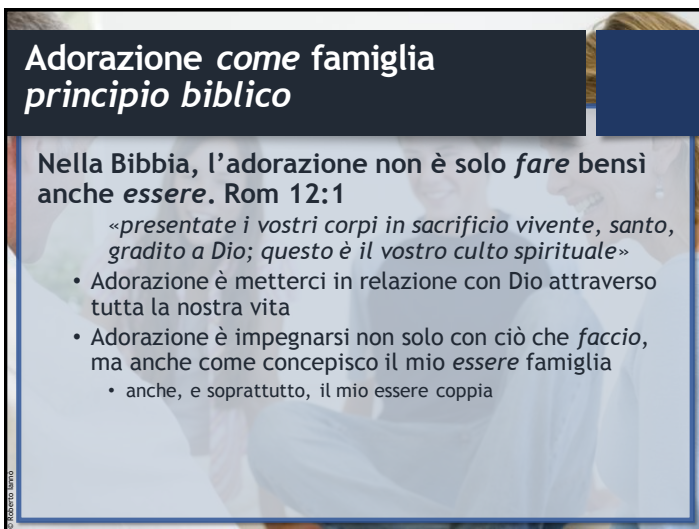 Adorazione come famiglia
principio biblico
Nella Bibbia, l’adorazione non è solo fare bensì
anche essere. Rom 12:1
«presentate i vostri corpi in sacrificio vivente, santo,
gradito a Dio; questo è il vostro culto spirituale»
• Adorazione è metterci in relazione con Dio attraverso
tutta la nostra vita
• Adorazione è impegnarsi non solo con ciò che faccio,
ma anche come concepisco il mio essere famiglia
• anche, e soprattutto, il mio essere coppia
© Roberto Iannò